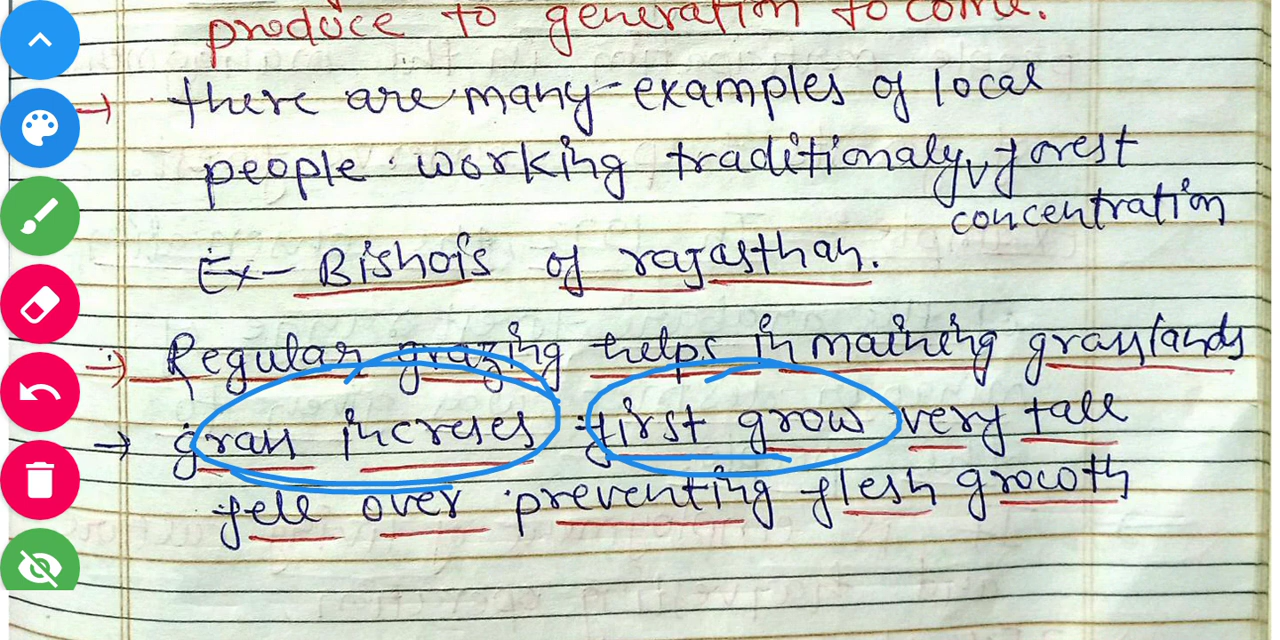 produce to generation to come.
→ there are many examples of local
people working traditionaly, forest
concentration
Ex- Bishois of rajasthan.
→ Regular grazing helps in maining grasslands
→ grass increses first grow very tall
fell over preventing flesh growth